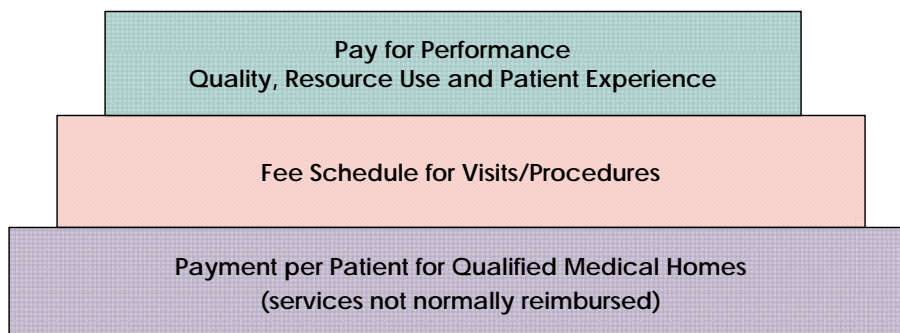 Pay for Performance
Quality, Resource Use and Patient Experience
Fee Schedule for Visits/Procedures
Payment per Patient for Qualified Medical Homes
(services not normally reimbursed)